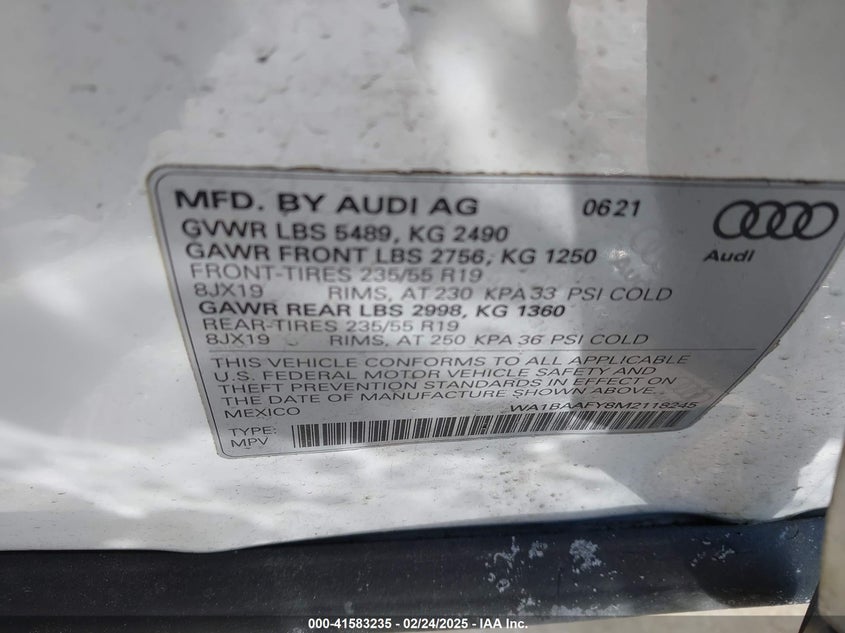 MFD. BY AUDI AG 0621
GVWR LBS 5489, KG 2490
GAWR FRONT LBS 2756, KG 1250
Audi
FRONT-TIRES 235/55 R19
8JX19 RIMS, AT 230 KPA 33 PSI COLD
GAWR REAR LBS 2998, KG 1360
REAR-TIRES 235/55 R19
8JX19 RIMS, AT 250 KPA 36 PSI COLD
THIS VEHICLE CONFORMS TO ALL APPLICABLE
U.S. FEDERAL MOTOR VEHICLE SAFETY AND
THEFT PREVENTION STANDARDS IN EFFECT ON
THE DATE OF MANUFACTURE SHOWN ABOVE.
MEXICO WA1BAAFY8M2118245
TYPE:
MPV
000-41583235 - 02/24/2025 - IAA Inc.